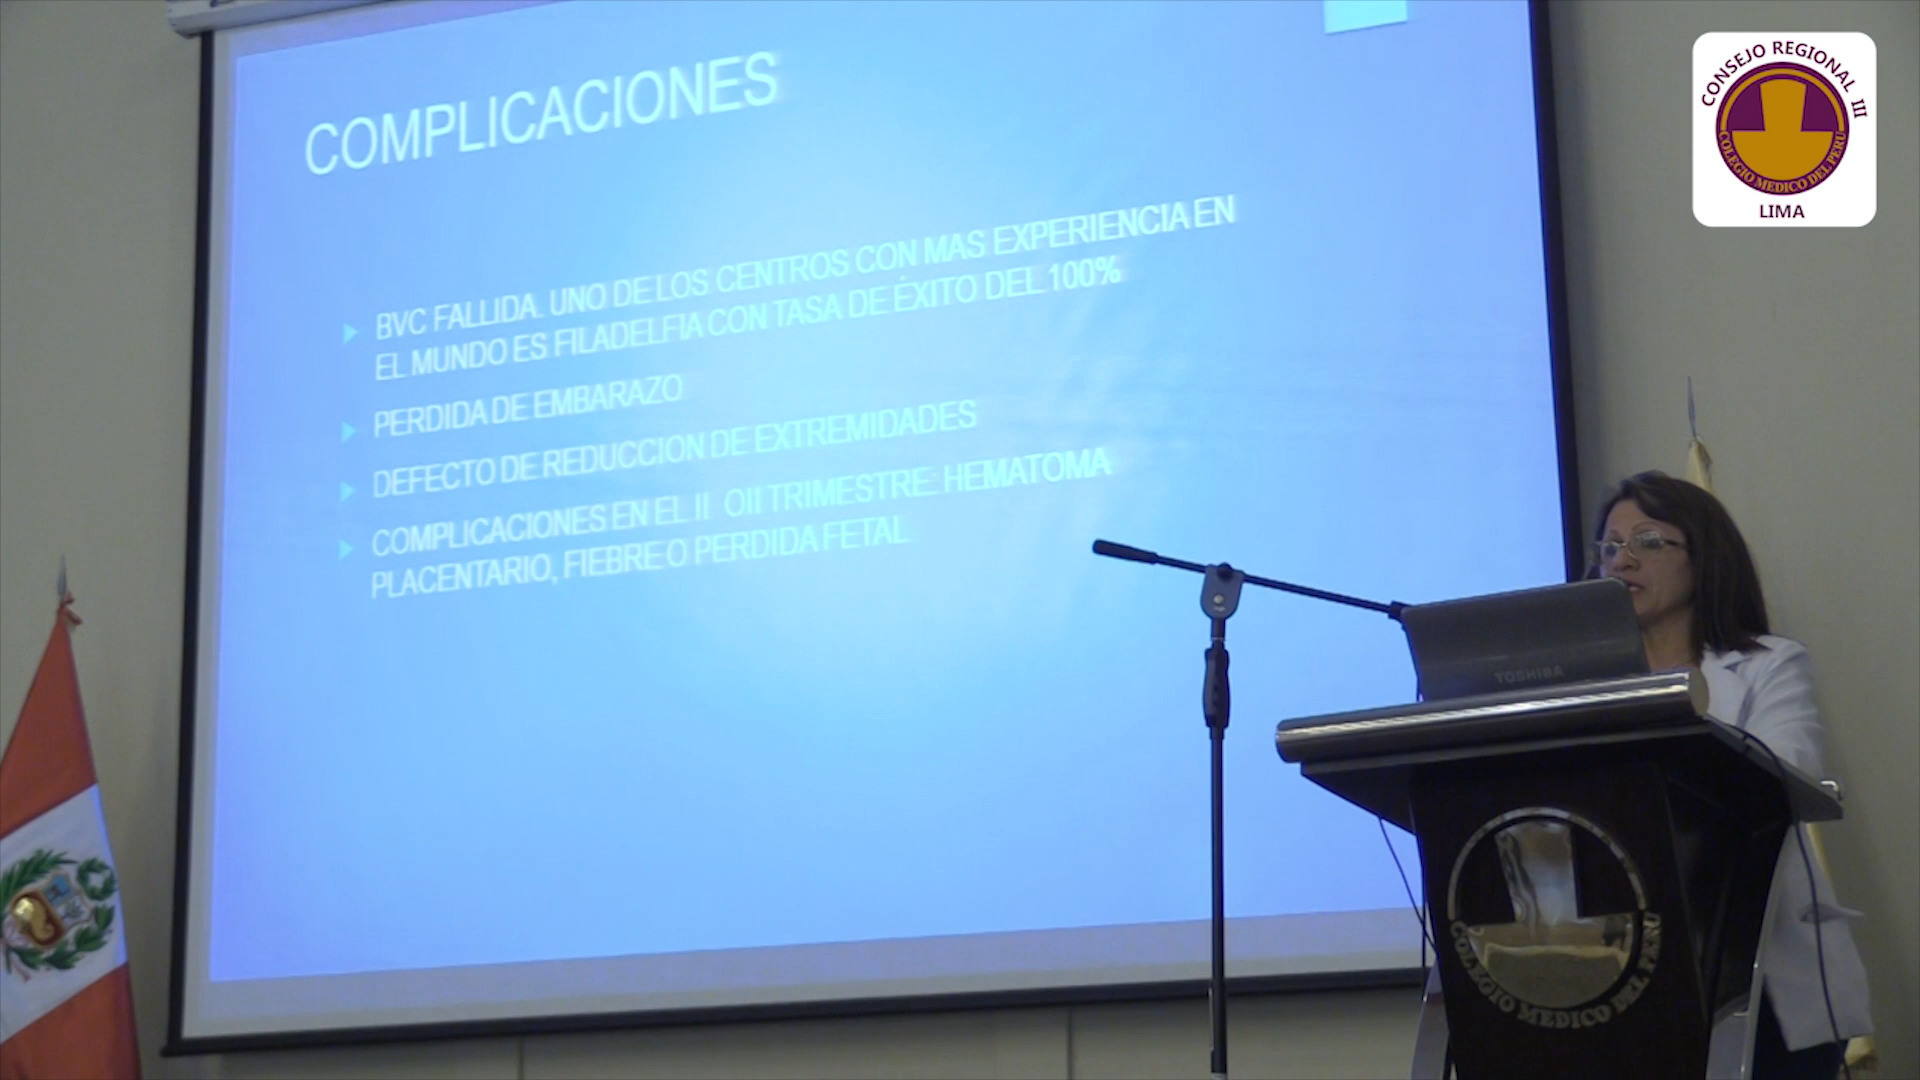 COMPLICACIONES
BVC FALLIDA. UNO DE LOS CENTROS CON MAS EXPERIENCIA EN
EL MUNDO ES FILADELFIA CON TASA DE ÉXITO DEL 100%
PERDIDA DE EMBARAZO
DEFECTO DE REDUCCION DE EXTREMIDADES
COMPLICACIONES EN EL II OII TRIMESTRE: HEMATOMA
PLACENTARIO, FIEBRE O PERDIDA FETAL
CONSEJO REGIONAL III
COLEGIO MEDICO DEL PERU
LIMA
TOSHIBA
COLEGIO MEDICO DEL PERU